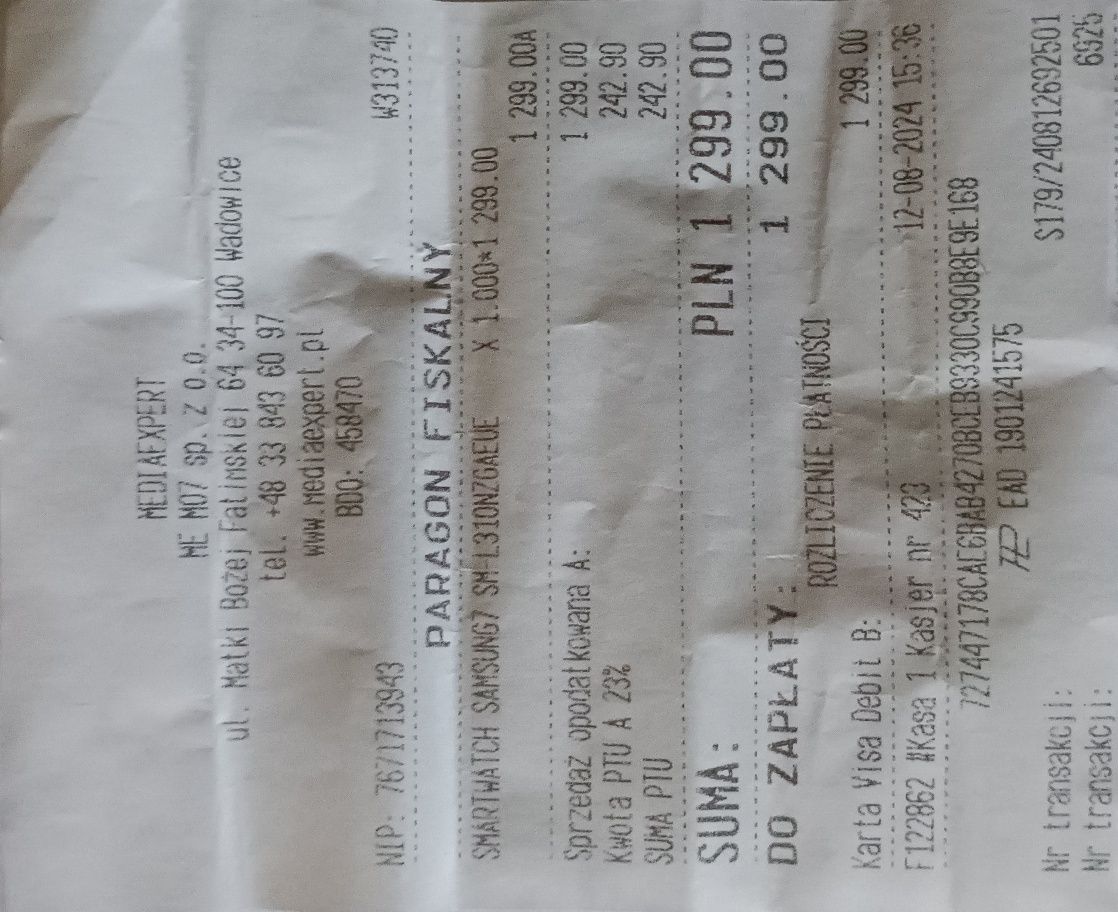 MEDIAEXPERT
ME M07 sp. z o.o.
ul. Matki Bożej Fatimskiej 64 34-100 Wadowice
tel. +48 33 843 60 97
www.mediaexpert.pl
BDO: 458470
NIP: 7671713943 W313740
PARAGON FISKALNY
SMARTWATCH SAMSUNG7 SM-L310NZGAEUE X 1.000*1 299.00
1 299.00A
Sprzedaż opodatkowana A: 1 299.00
Kwota PTU A 23% 242.90
SUMA PTU 242.90
SUMA: PLN 1 299.00
DO ZAPŁATY: 1 299.00
ROZLICZENIE PŁATNOŚCI
Karta Visa Debit B: 1 299.00
F122862 #Kasa 1 Kasjer nr 423 12-08-2024 15:36
EAD 1901241575
Nr transakcji: S179/240812692501
Nr transakcji: 6925